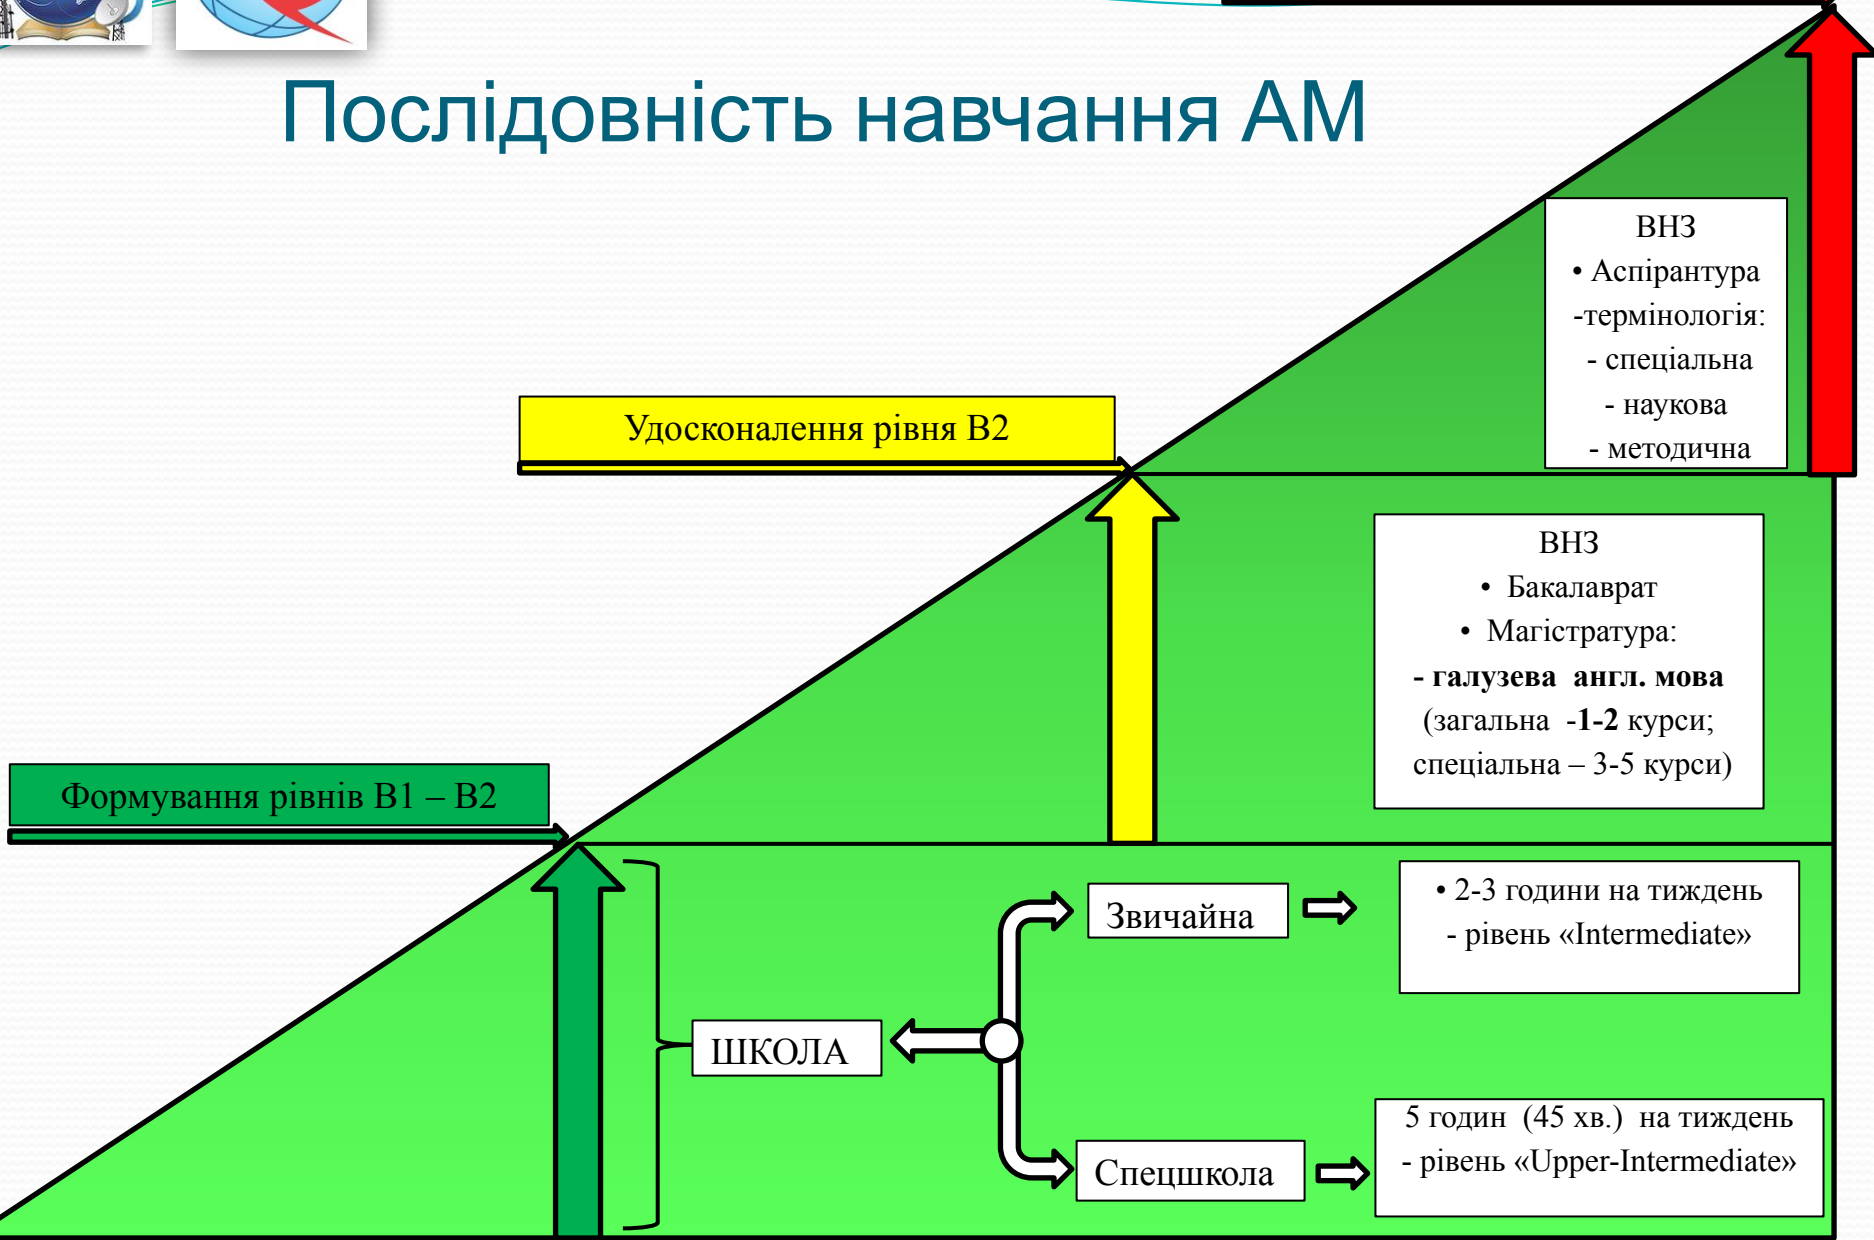 Послідовність навчання АМ
ВНЗ
• Аспірантура
-термінологія:
- спеціальна
- наукова
- методична
Удосконалення рівня В2
ВНЗ
• Бакалаврат
• Магістратура:
- галузева англ. мова
(загальна -1-2 курси;
спеціальна – 3-5 курси)
Формування рівнів В1 – В2
• 2-3 години на тиждень
- рівень «Intermediate»
Звичайна
ШКОЛА
5 годин (45 хв.) на тиждень
- рівень «Upper-Intermediate»
Спецшкола